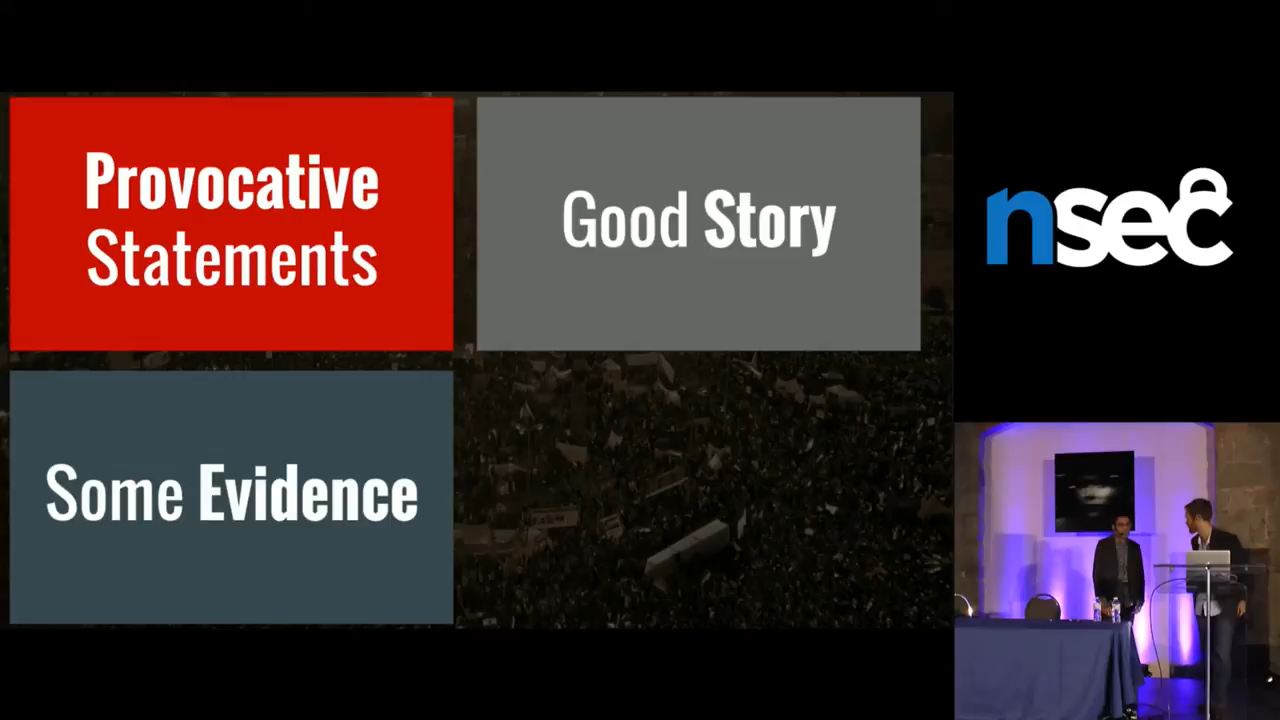 Provocative
Statements
Good Story
Some Evidence
nsec